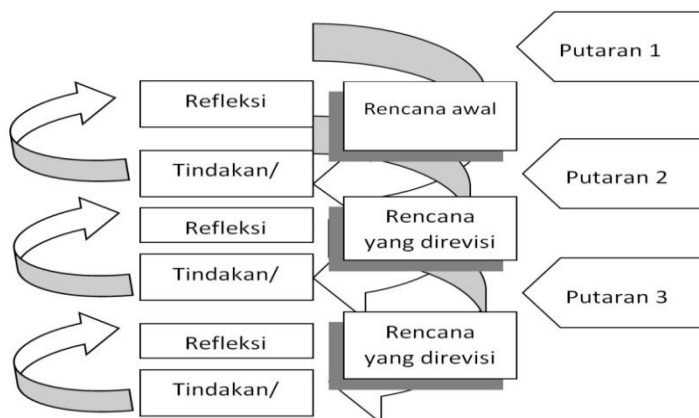 Putaran 1
Refleksi
Rencana awal
Tindakan/
Putaran 2
Refleksi
Rencana
yang direvisi
Tindakan/
Putaran 3
Refleksi
Rencana
yang direvisi
Tindakan/